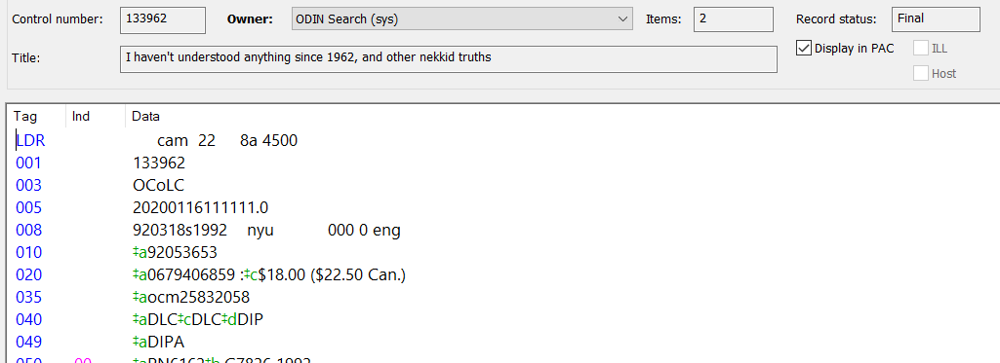 Control number: 133962 Owner: ODIN Search (sys) Items: 2 Record status: Final
Title: I haven't understood anything since 1962, and other nekkid truths Display in PAC ILL
Host
Tag Ind Data
LDR cam 22 8a 4500
001 133962
003 OCoLC
005 20200116111111.0
008 920318s1992 nyu 000 0 eng
010 ‡a92053653
020 ‡a0679406859 :‡c$18.00 ($22.50 Can.)
035 ‡aocm25832058
040 ‡aDLC‡cDLC‡dDIP
049 ‡aDIPA
050 00 ‡aPN6162‡b.G7826 1992